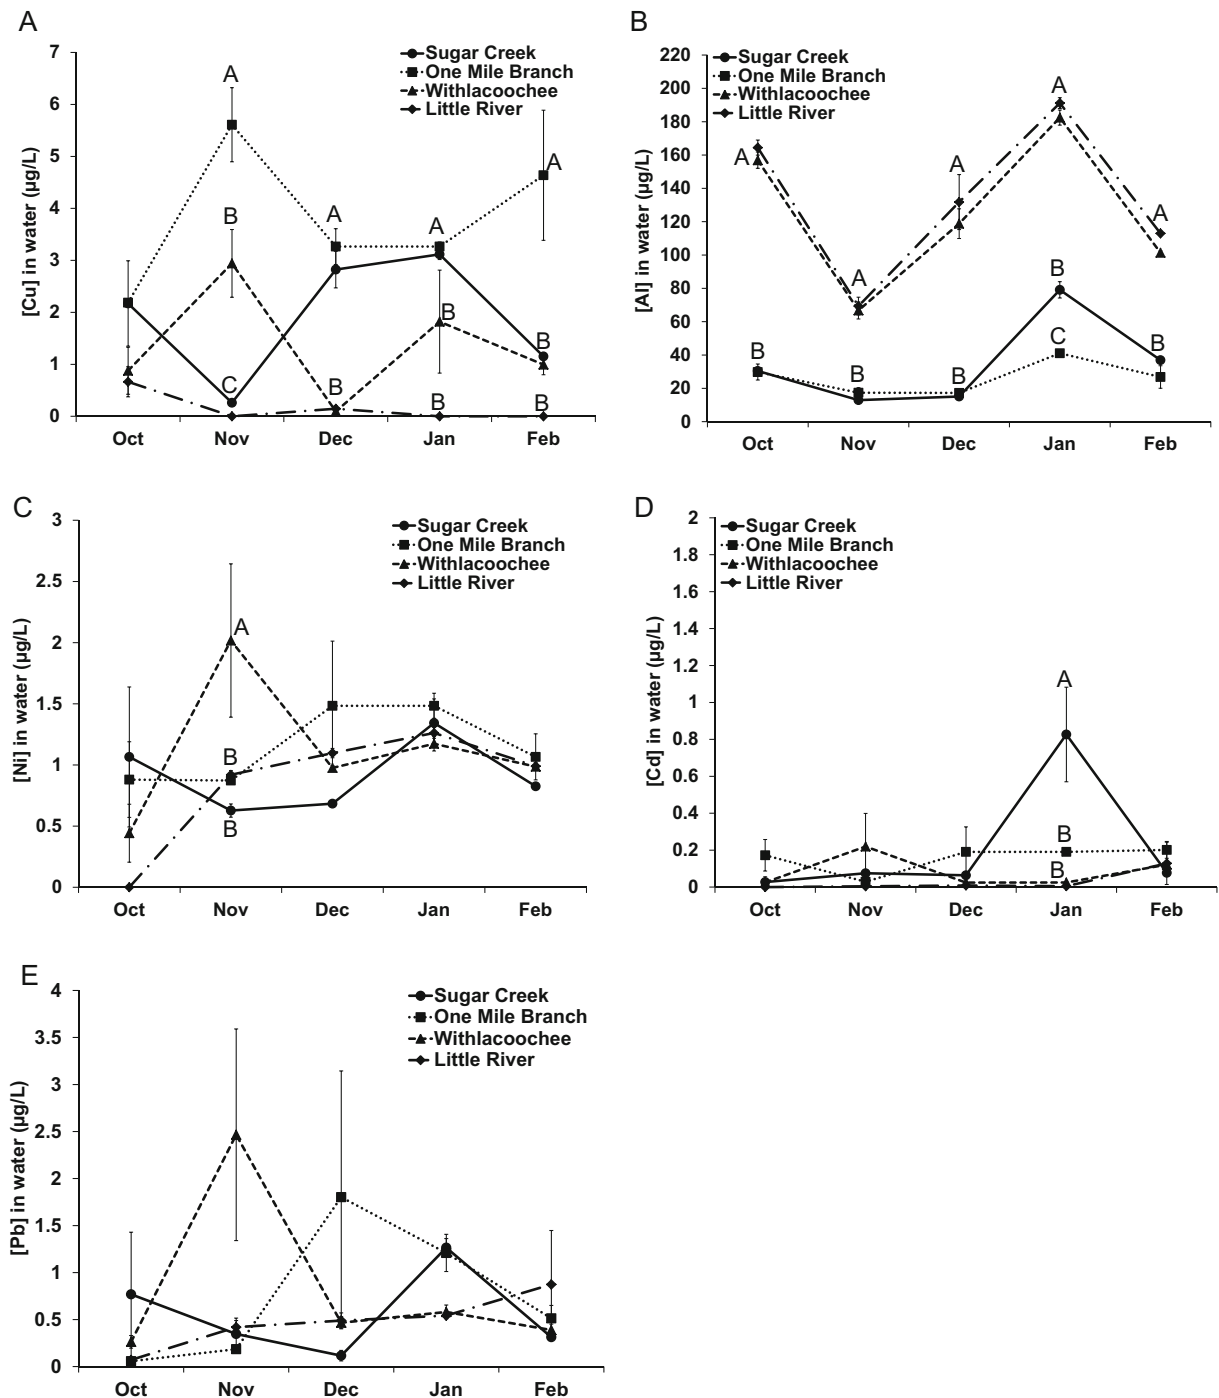 A
[Cu] in water (µg/L)
7
6
5
4
3
2
1
0
Sugar Creek
One Mile Branch
Withlacoochee
Little River
A
B
C
A
B
A
B
B
A
B
B
Oct Nov Dec Jan Feb
B
[Al] in water (µg/L)
220
200
180
160
140
120
100
80
60
40
20
0
Sugar Creek
One Mile Branch
Withlacoochee
Little River
A
B
A
B
A
B
A
B
C
A
B
Oct Nov Dec Jan Feb
C
[Ni] in water (µg/L)
3
2.5
2
1.5
1
0.5
0
Sugar Creek
One Mile Branch
Withlacoochee
Little River
A
B
B
Oct Nov Dec Jan Feb
D
[Cd] in water (µg/L)
2
1.8
1.6
1.4
1.2
1
0.8
0.6
0.4
0.2
0
Sugar Creek
One Mile Branch
Withlacoochee
Little River
A
B
B
Oct Nov Dec Jan Feb
E
[Pb] in water (µg/L)
4
3.5
3
2.5
2
1.5
1
0.5
0
Sugar Creek
One Mile Branch
Withlacoochee
Little River
Oct Nov Dec Jan Feb